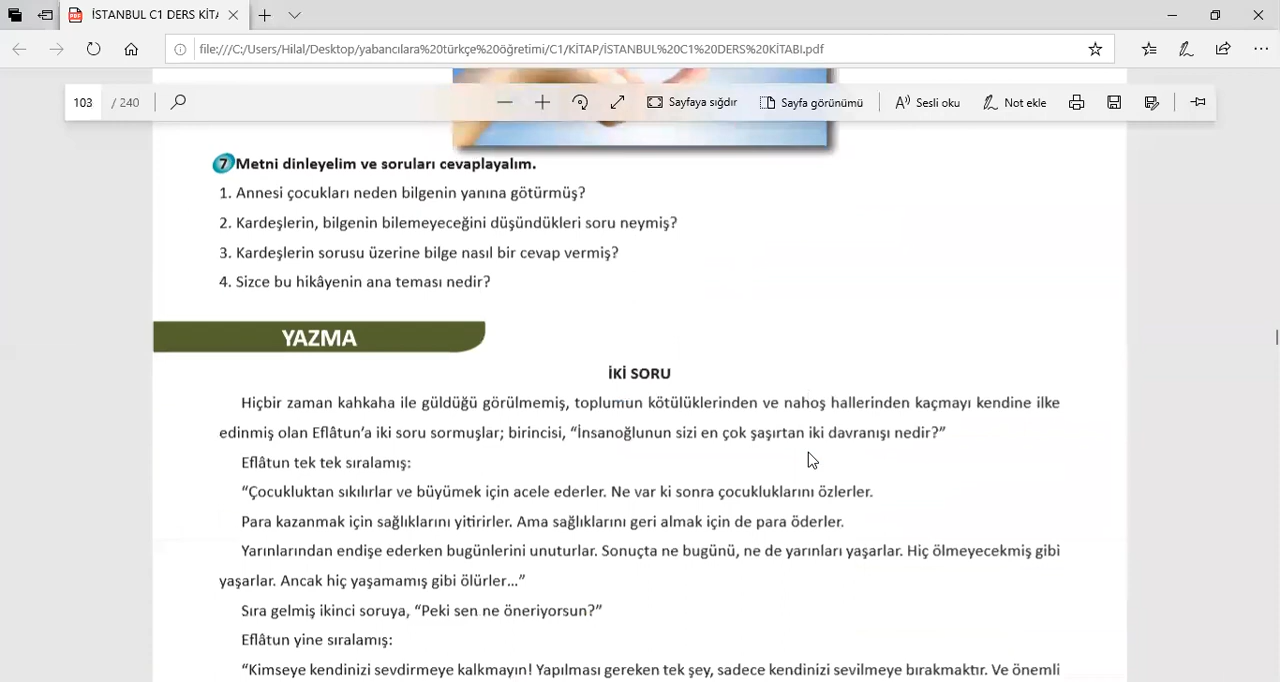 İSTANBUL C1 DERS KİTA
file:///C:/Users/Hilal/Desktop/yabancılara%20türkçe%20öğretimi/C1/KİTAP/İSTANBUL%20C1%20DERS%20KİTABI.pdf
103 / 240 Sayfaya sığdır Sayfa görünümü Sesli oku Not ekle
7 Metni dinleyelim ve soruları cevaplayalım.
1. Annesi çocukları neden bilgenin yanına götürmüş?
2. Kardeşlerin, bilgenin bilemeyeceğini düşündükleri soru neymiş?
3. Kardeşlerin sorusu üzerine bilge nasıl bir cevap vermiş?
4. Sizce bu hikâyenin ana teması nedir?
YAZMA
İKİ SORU
Hiçbir zaman kahkaha ile güldüğü görülmemiş, toplumun kötülüklerinden ve nahoş hallerinden kaçmayı kendine ilke
edinmiş olan Eflâtun’a iki soru sormuşlar; birincisi, “İnsanoğlunun sizi en çok şaşırtan iki davranışı nedir?”
Eflâtun tek tek sıralamış:
“Çocukluktan sıkılırlar ve büyümek için acele ederler. Ne var ki sonra çocukluklarını özlerler.
Para kazanmak için sağlıklarını yitirirler. Ama sağlıklarını geri almak için de para öderler.
Yarınlarından endişe ederken bugünlerini unuturlar. Sonuçta ne bugünü, ne de yarınları yaşarlar. Hiç ölmeyecekmiş gibi
yaşarlar. Ancak hiç yaşamamış gibi ölürler…”
Sıra gelmiş ikinci soruya, “Peki sen ne öneriyorsun?”
Eflâtun yine sıralamış:
“Kimseye kendinizi sevdirmeye kalkmayın! Yapılması gereken tek şey, sadece kendinizi sevilmeye bırakmaktır. Ve önemli